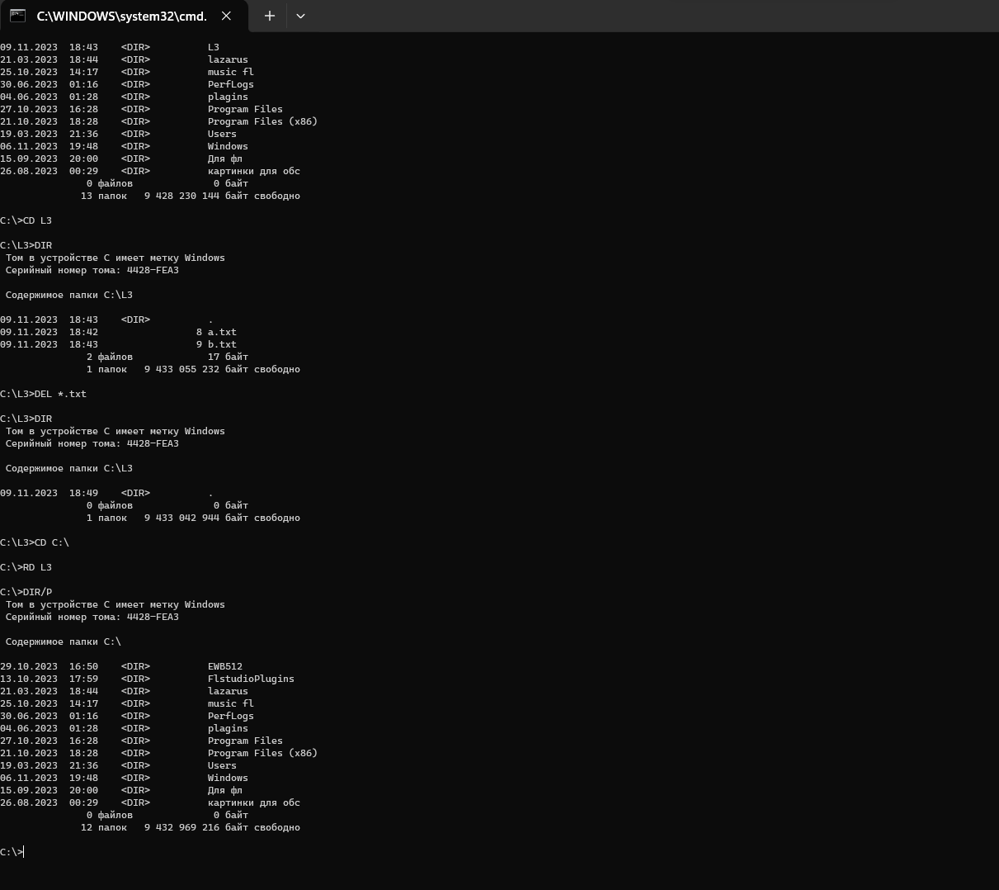 C:\WINDOWS\system32\cmd.
09.11.2023  18:43    <DIR>          L3
21.03.2023  18:44    <DIR>          lazarus
25.10.2023  14:17    <DIR>          music fl
30.06.2023  01:16    <DIR>          PerfLogs
04.06.2023  01:28    <DIR>          plagins
27.10.2023  16:28    <DIR>          Program Files
21.10.2023  18:28    <DIR>          Program Files (x86)
19.03.2023  21:36    <DIR>          Users
06.11.2023  19:48    <DIR>          Windows
15.09.2023  20:00    <DIR>          Для фл
26.08.2023  00:29    <DIR>          картинки для обс
               0 файлов              0 байт
              13 папок   9 428 230 144 байт свободно
C:\>CD L3
C:\L3>DIR
 Том в устройстве C имеет метку Windows
 Серийный номер тома: 4428-FEA3
 Содержимое папки C:\L3
09.11.2023  18:43    <DIR>          .
09.11.2023  18:42                 8 a.txt
09.11.2023  18:43                 9 b.txt
               2 файлов             17 байт
               1 папок   9 433 055 232 байт свободно
C:\L3>DEL *.txt
C:\L3>DIR
 Том в устройстве C имеет метку Windows
 Серийный номер тома: 4428-FEA3
 Содержимое папки C:\L3
09.11.2023  18:49    <DIR>          .
               0 файлов              0 байт
               1 папок   9 433 042 944 байт свободно
C:\L3>CD C:\
C:\>RD L3
C:\>DIR/P
 Том в устройстве C имеет метку Windows
 Серийный номер тома: 4428-FEA3
 Содержимое папки C:\
29.10.2023  16:50    <DIR>          EWB512
13.10.2023  17:59    <DIR>          FlstudioPlugins
21.03.2023  18:44    <DIR>          lazarus
25.10.2023  14:17    <DIR>          music fl
30.06.2023  01:16    <DIR>          PerfLogs
04.06.2023  01:28    <DIR>          plagins
27.10.2023  16:28    <DIR>          Program Files
21.10.2023  18:28    <DIR>          Program Files (x86)
19.03.2023  21:36    <DIR>          Users
06.11.2023  19:48    <DIR>          Windows
15.09.2023  20:00    <DIR>          Для фл
26.08.2023  00:29    <DIR>          картинки для обс
               0 файлов              0 байт
              12 папок   9 432 969 216 байт свободно
C:\>